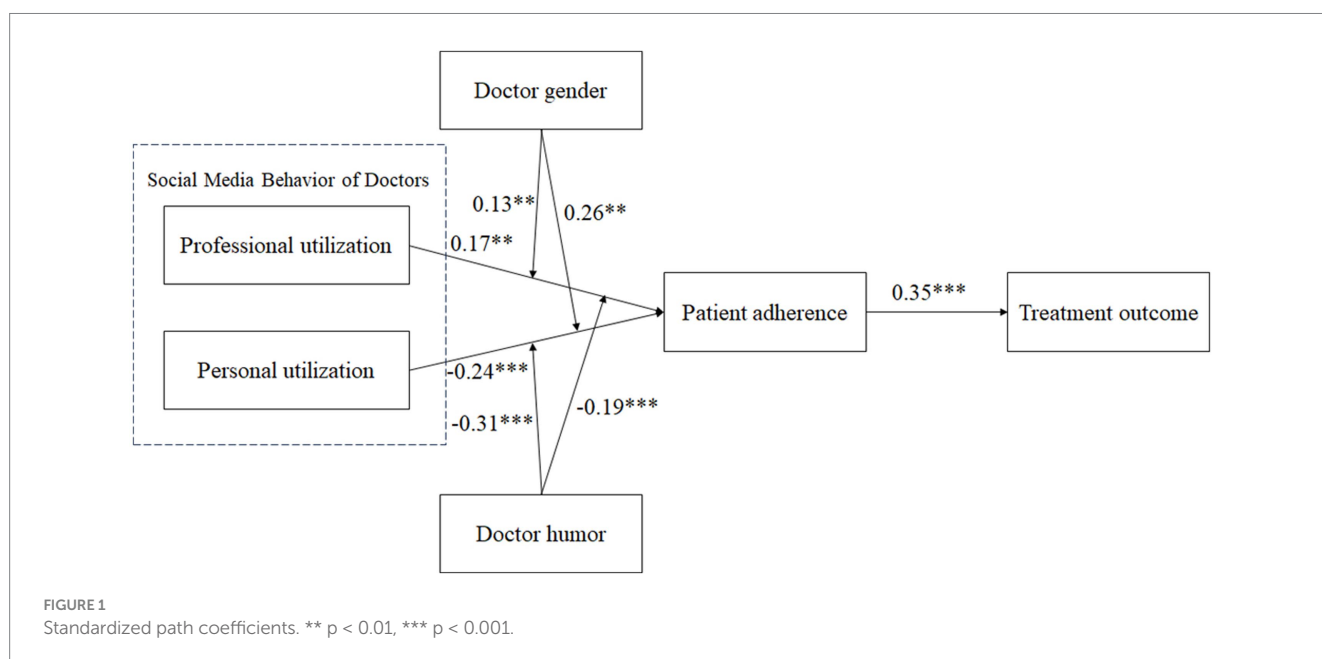 Doctor gender
Social Media Behavior of Doctors
0.13**
0.26**
Professional utilization
0.17**
Patient adherence
0.35***
Treatment outcome
Personal utilization
-0.24***
-0.19***
-0.31***
Doctor humor
FIGURE 1
Standardized path coefficients. ** p < 0.01, *** p < 0.001.